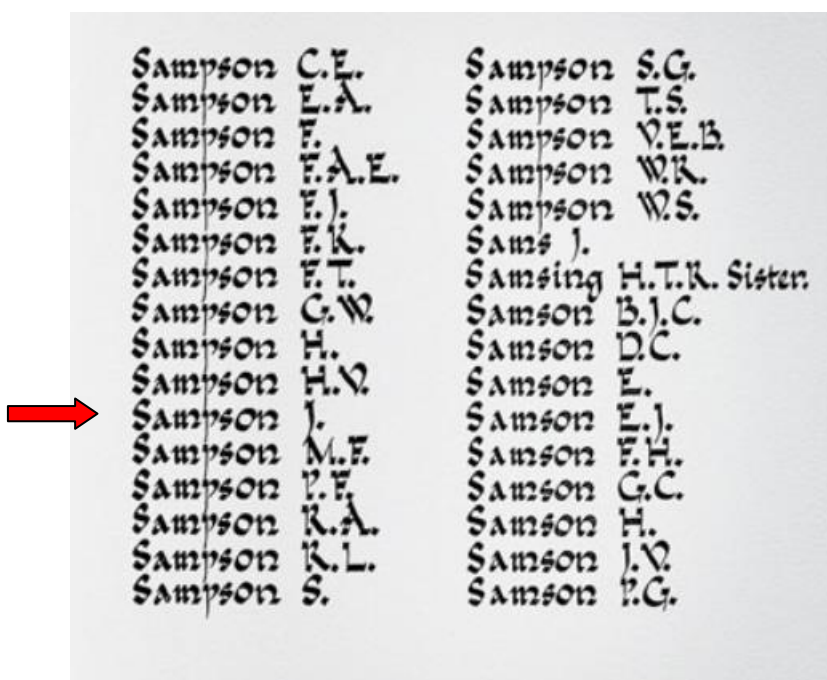 Sampson C.E.
Sampson E.A.
Sampson F.
Sampson F.A.E.
Sampson F.J.
Sampson F.K.
Sampson F.T.
Sampson G.W.
Sampson H.
Sampson H.V.
Sampson J.
Sampson M.F.
Sampson P.F.
Sampson R.A.
Sampson R.L.
Sampson S.
Sampson S.G.
Sampson T.S.
Sampson V.E.B.
Sampson W.R.
Sampson W.S.
Sams J.
Samsing H.T.R. Sister.
Samson B.J.C.
Samson D.C.
Samson E.
Samson E.J.
Samson F.H.
Samson G.C.
Samson H.
Samson J.V.
Samson P.G.